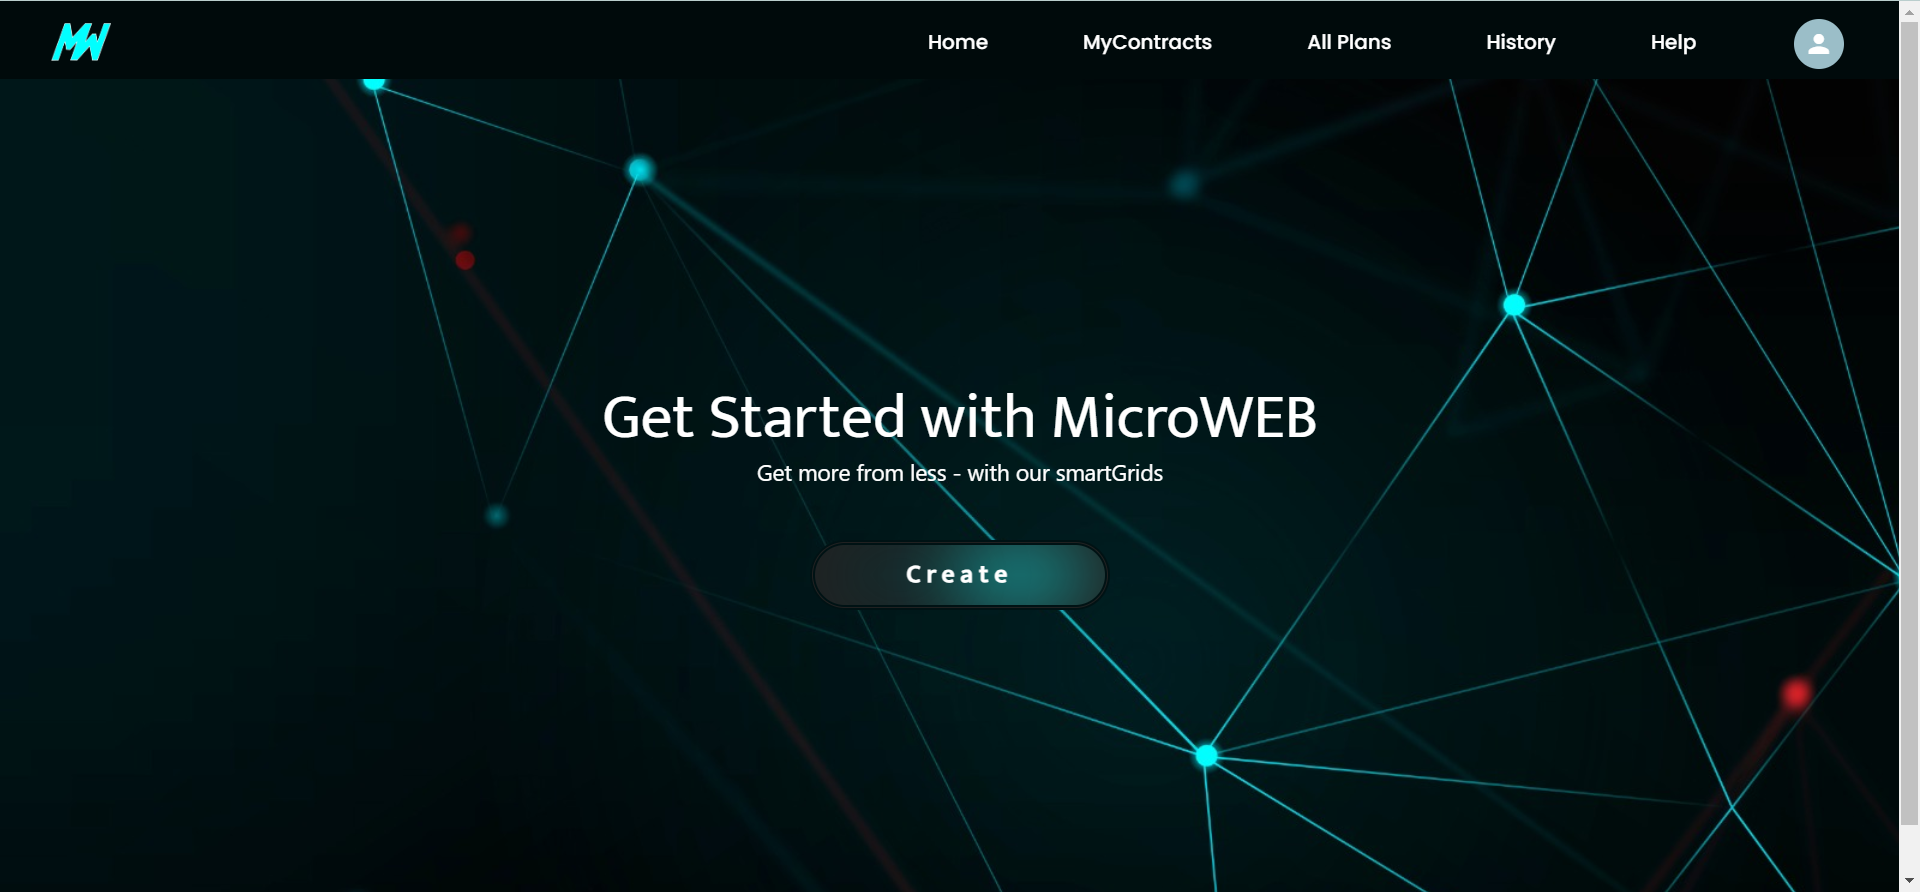 MW
Home MyContracts All Plans History Help
Get Started with MicroWEB
Get more from less - with our smartGrids
Create